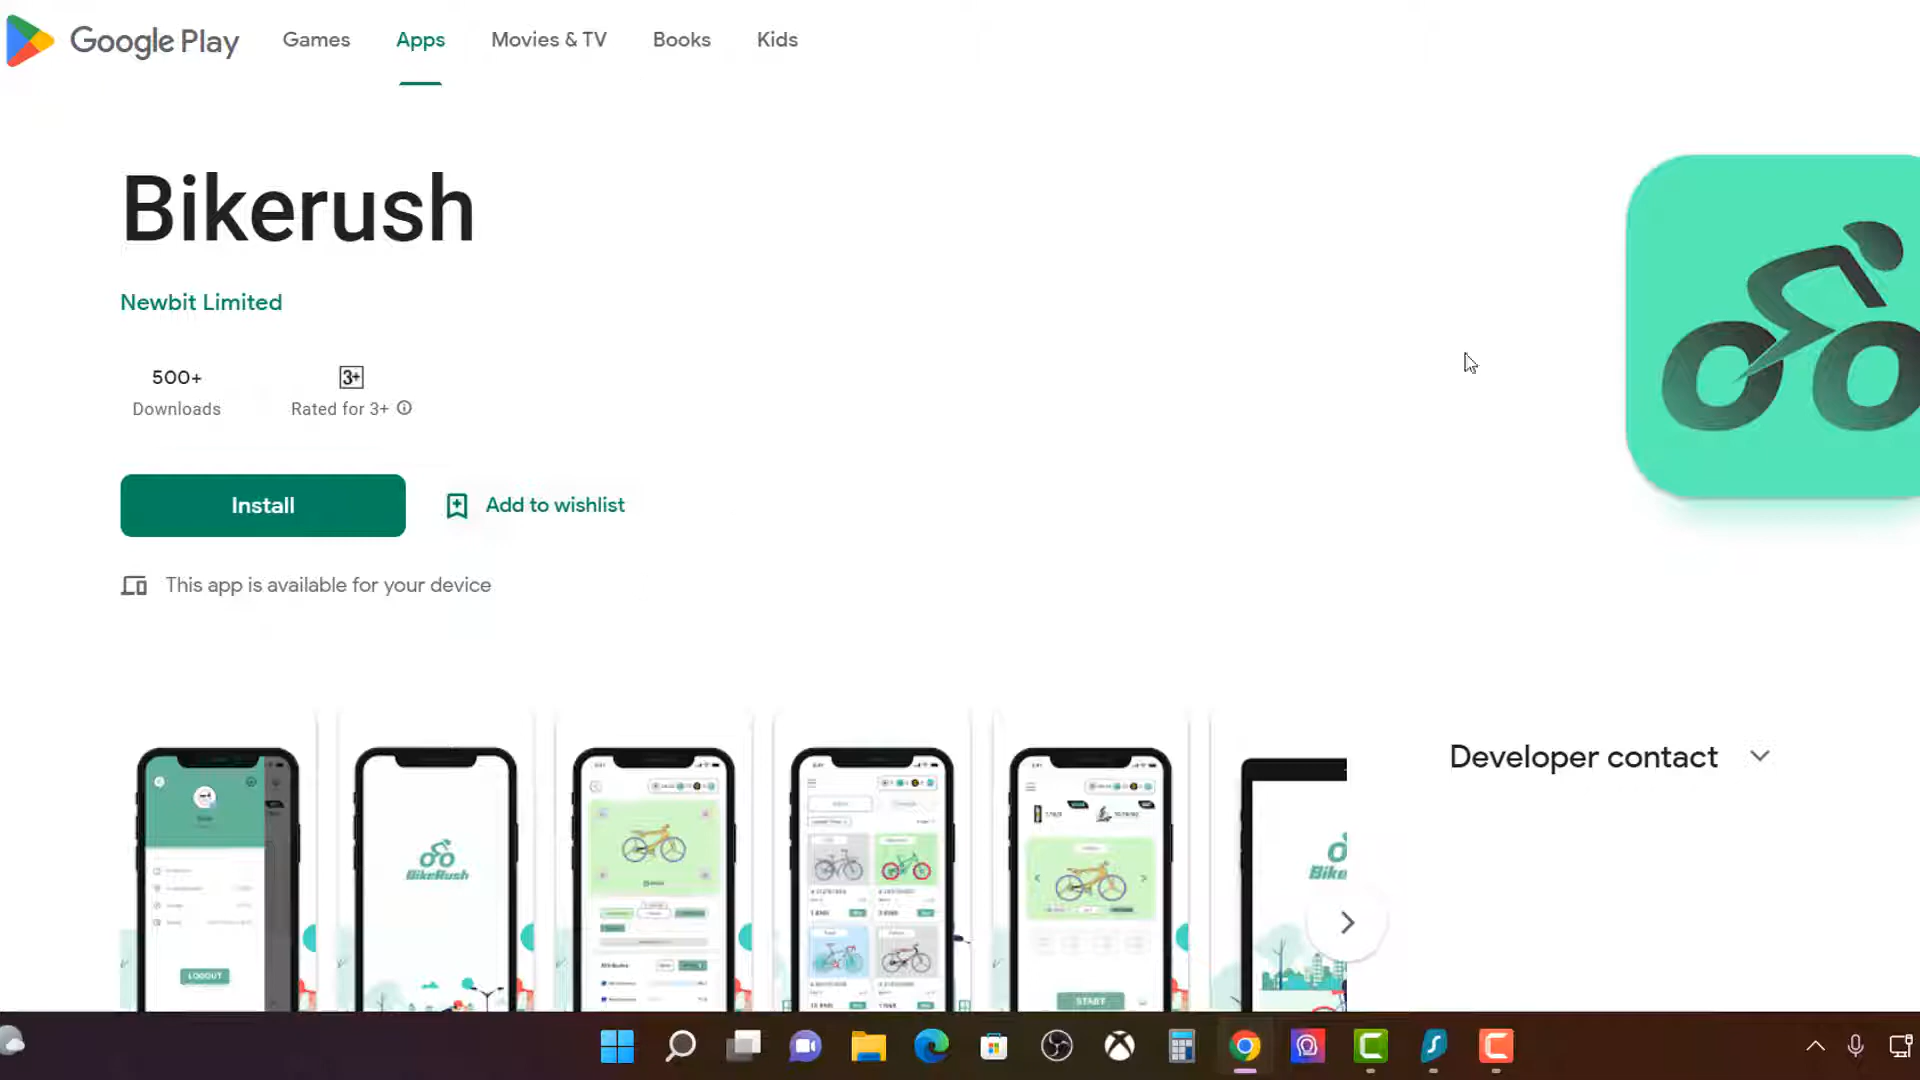 Google Play Games Apps Movies & TV Books Kids
Bikerush
Newbit Limited
500+
Downloads
3+
Rated for 3+
Install
Add to wishlist
This app is available for your device
Developer contact
BikeRush
LOGOUT
START